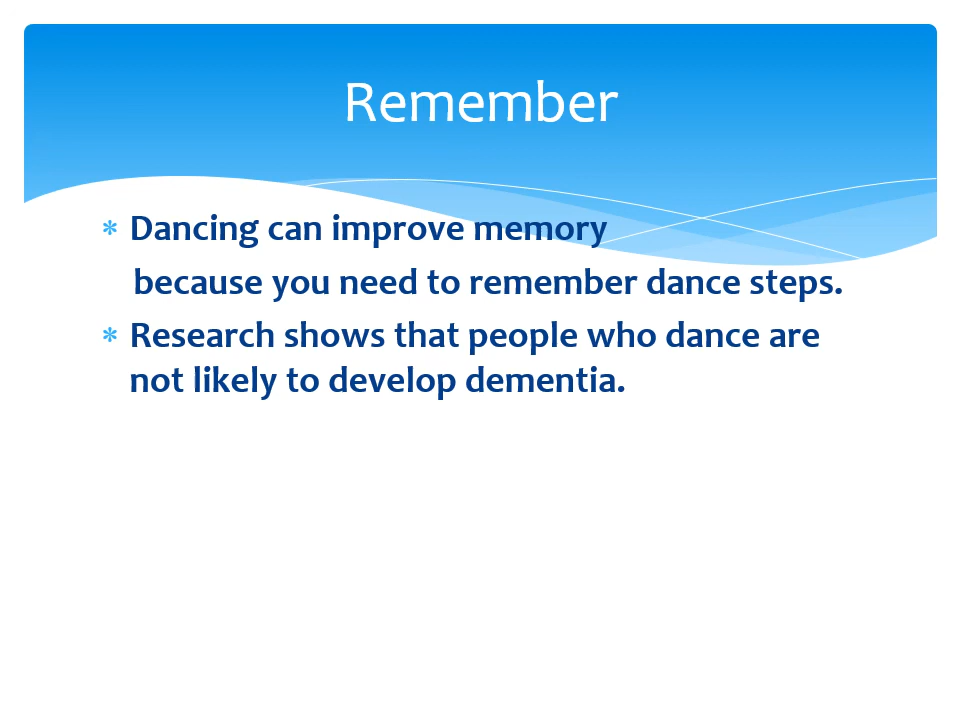 Remember
* Dancing can improve memory
because you need to remember dance steps.
* Research shows that people who dance are
not likely to develop dementia.